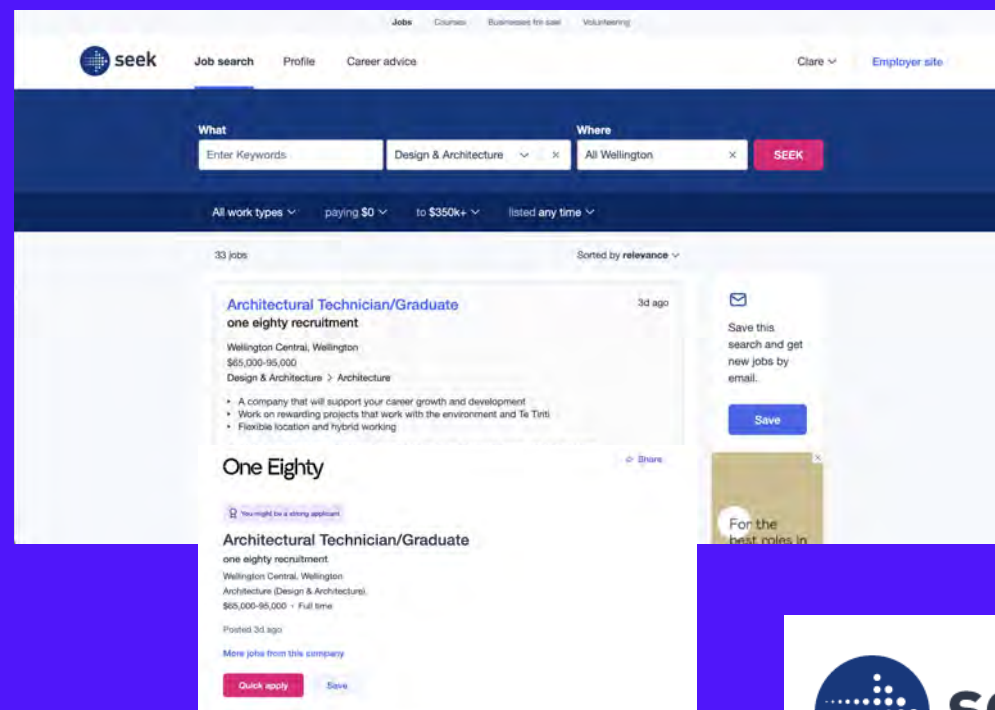 Jobs Courses Businesses for sale Volunteering
seek Job search Profile Career advice Clare Employer site
What Where
Enter Keywords Design & Architecture All Wellington SEEK
All work types paying $0 to $350k+ listed any time
33 jobs Sorted by relevance
Architectural Technician/Graduate 3d ago
one eighty recruitment
Wellington Central, Wellington
$65,000-95,000
Design & Architecture > Architecture
• A company that will support your career growth and development
• Work on rewarding projects that work with the environment and Te Tiriti
• Flexible location and hybrid working
Save this
search and get
new jobs by
email.
Save
One Eighty Share
You might be a strong applicant
Architectural Technician/Graduate
one eighty recruitment
Wellington Central, Wellington
Architecture (Design & Architecture)
$65,000-95,000 · Full time
Posted 3d ago
More jobs from this company
Quick apply Save
For the
best roles in